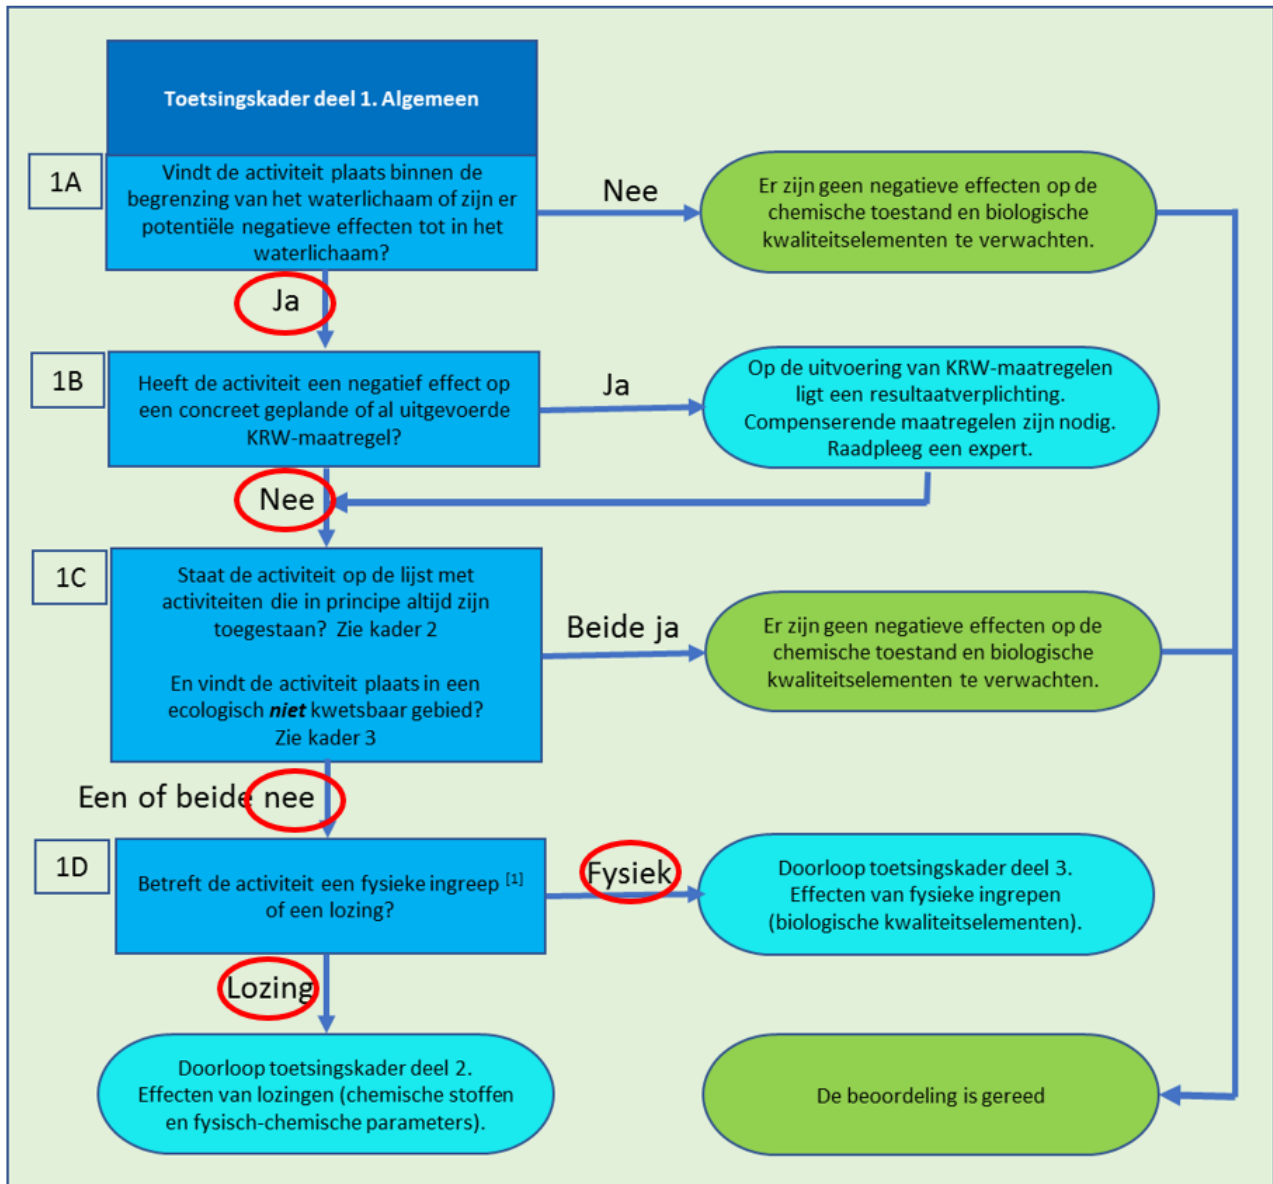 Toetsingskader deel 1. Algemeen
1A
Vindt de activiteit plaats binnen de
begrenzing van het waterlichaam of zijn er
potentiële negatieve effecten tot in het
waterlichaam?
Nee
Er zijn geen negatieve effecten op de
chemische toestand en biologische
kwaliteitselementen te verwachten.
Ja
1B
Heeft de activiteit een negatief effect op
een concreet geplande of al uitgevoerde
KRW-maatregel?
Ja
Op de uitvoering van KRW-maatregelen
ligt een resultaatverplichting.
Compenserende maatregelen zijn nodig.
Raadpleeg een expert.
Nee
1C
Staat de activiteit op de lijst met
activiteiten die in principe altijd zijn
toegestaan? Zie kader 2
En vindt de activiteit plaats in een
ecologisch niet kwetsbaar gebied?
Zie kader 3
Beide ja
Er zijn geen negatieve effecten op de
chemische toestand en biologische
kwaliteitselementen te verwachten.
Een of beide nee
1D
Betreft de activiteit een fysieke ingreep [1]
of een lozing?
Fysiek
Doorloop toetsingskader deel 3.
Effecten van fysieke ingrepen
(biologische kwaliteitselementen).
Lozing
Doorloop toetsingskader deel 2.
Effecten van lozingen (chemische stoffen
en fysisch-chemische parameters).
De beoordeling is gereed